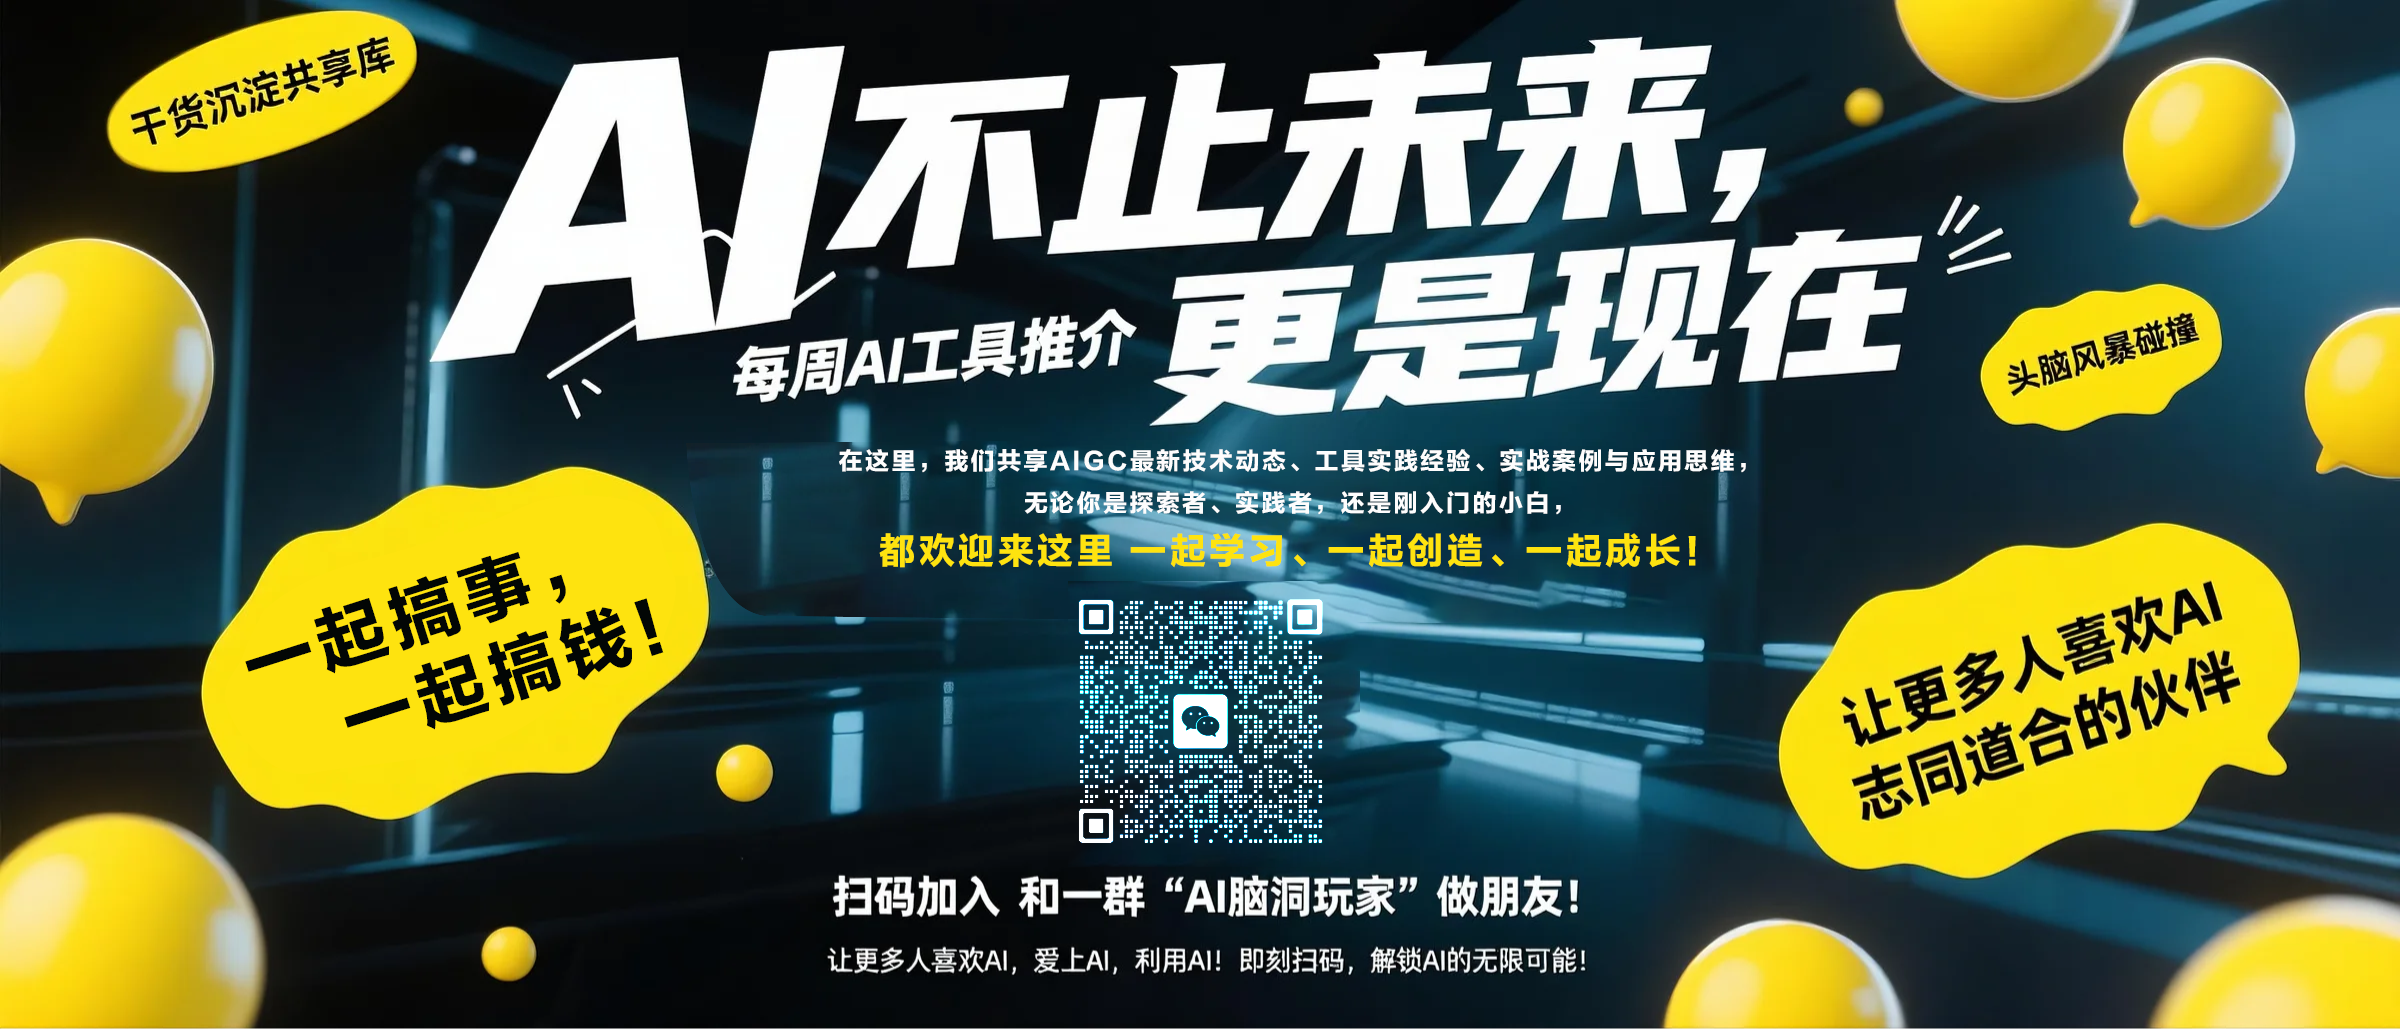 干货沉淀共享库
AI不止未来，
更是现在
每周AI工具推介
头脑风暴碰撞
在这里，我们共享AIGC最新技术动态、工具实践经验、实战案例与应用思维，
无论你是探索者、实践者，还是刚入门的小白，
都欢迎来这里 一起学习、一起创造、一起成长！
一起搞事，
一起搞钱！
让更多人喜欢AI
志同道合的伙伴
扫码加入 和一群“AI脑洞玩家”做朋友！
让更多人喜欢AI，爱上AI，利用AI！即刻扫码，解锁AI的无限可能！